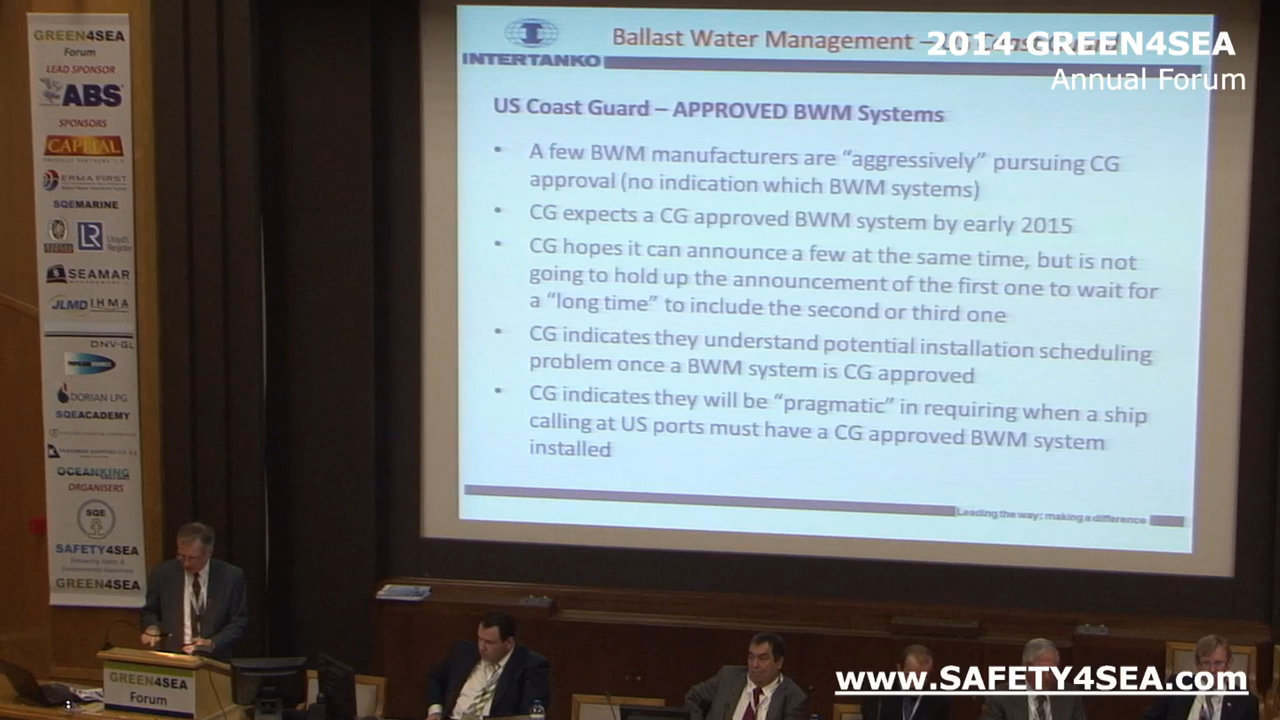 GREEN4SEA
Forum
LEAD SPONSOR
ABS
SPONSORS
CAPITAL
ERMA FIRST
SQEMARINE
LR
Lloyd's
Register
SEAMAR
JLMD IHMA
DNV·GL
DORIAN LPG
SQEACADEMY
OCEANKING
ORGANISERS
SQE
SAFETY4SEA
GREEN4SEA
INTERTANKO
Ballast Water Management –
2014 GREEN4SEA
Annual Forum
US Coast Guard – APPROVED BWM Systems
• A few BWM manufacturers are “aggressively” pursuing CG
approval (no indication which BWM systems)
• CG expects a CG approved BWM system by early 2015
• CG hopes it can announce a few at the same time, but is not
going to hold up the announcement of the first one to wait for
a “long time” to include the second or third one
• CG indicates they understand potential installation scheduling
problem once a BWM system is CG approved
• CG indicates they will be “pragmatic” in requiring when a ship
calling at US ports must have a CG approved BWM system
installed
Leading the way; making a difference
GREEN4SEA
Forum
www.SAFETY4SEA.com